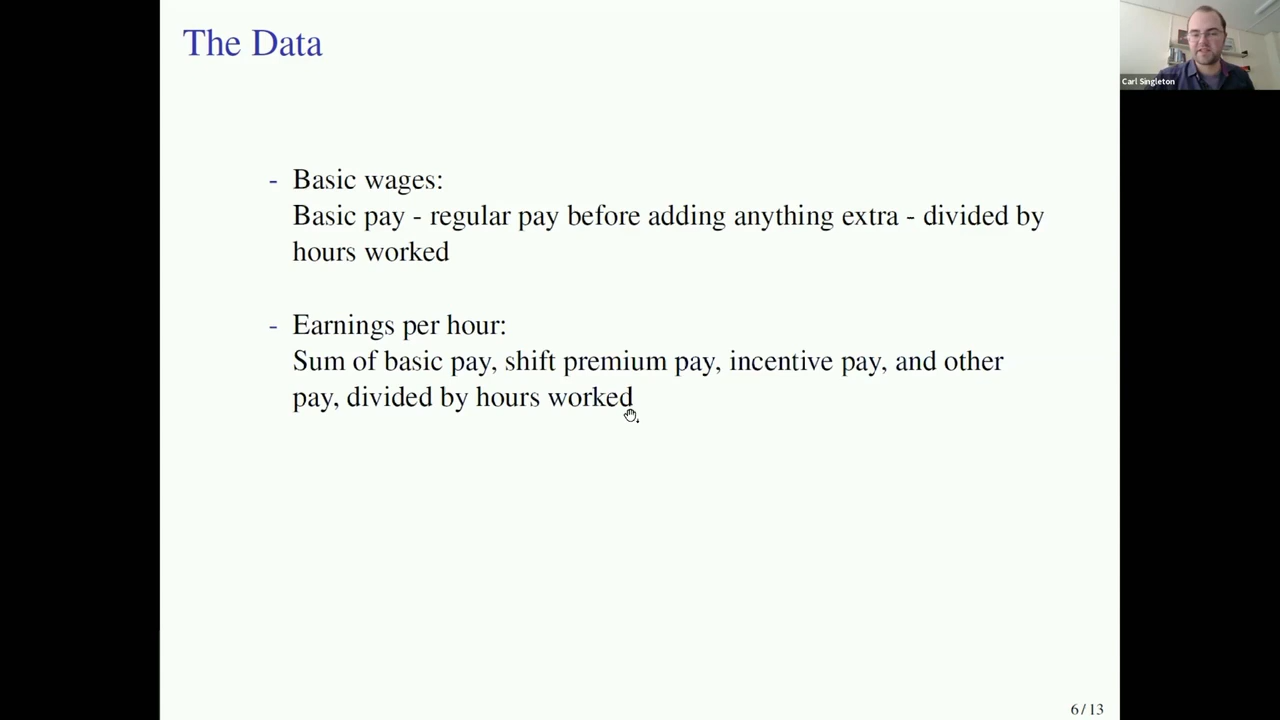 The Data
Carl Singleton
- Basic wages:
Basic pay - regular pay before adding anything extra - divided by
hours worked
- Earnings per hour:
Sum of basic pay, shift premium pay, incentive pay, and other
pay, divided by hours worked
6 / 13